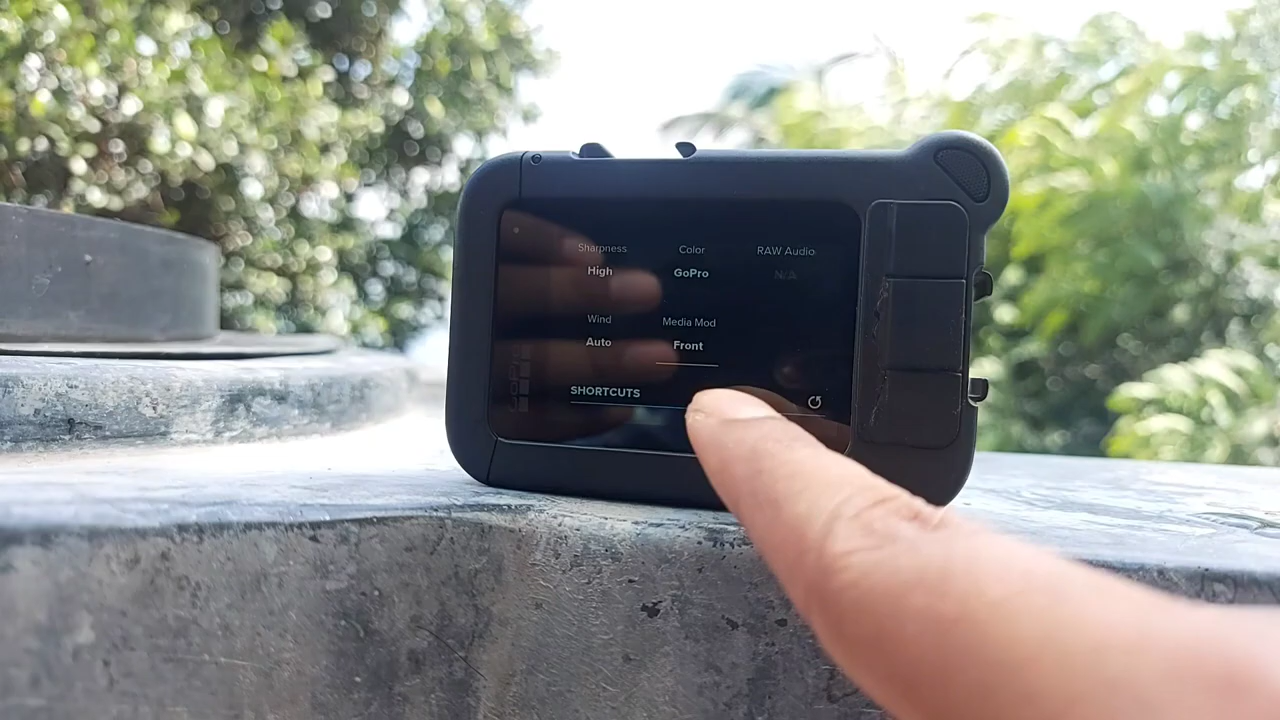 Sharpness Color RAW Audio
High GoPro N/A
Wind Media Mod
Auto Front
SHORTCUTS